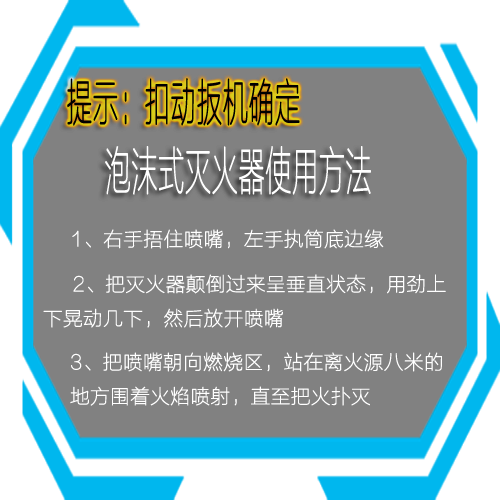 提示：扣动扳机确定
泡沫式灭火器使用方法
1、右手捂住喷嘴，左手执筒底边缘
2、把灭火器颠倒过来呈垂直状态，用劲上
下晃动几下，然后放开喷嘴
3、把喷嘴朝向燃烧区，站在离火源八米的
地方围着火焰喷射，直至把火扑灭